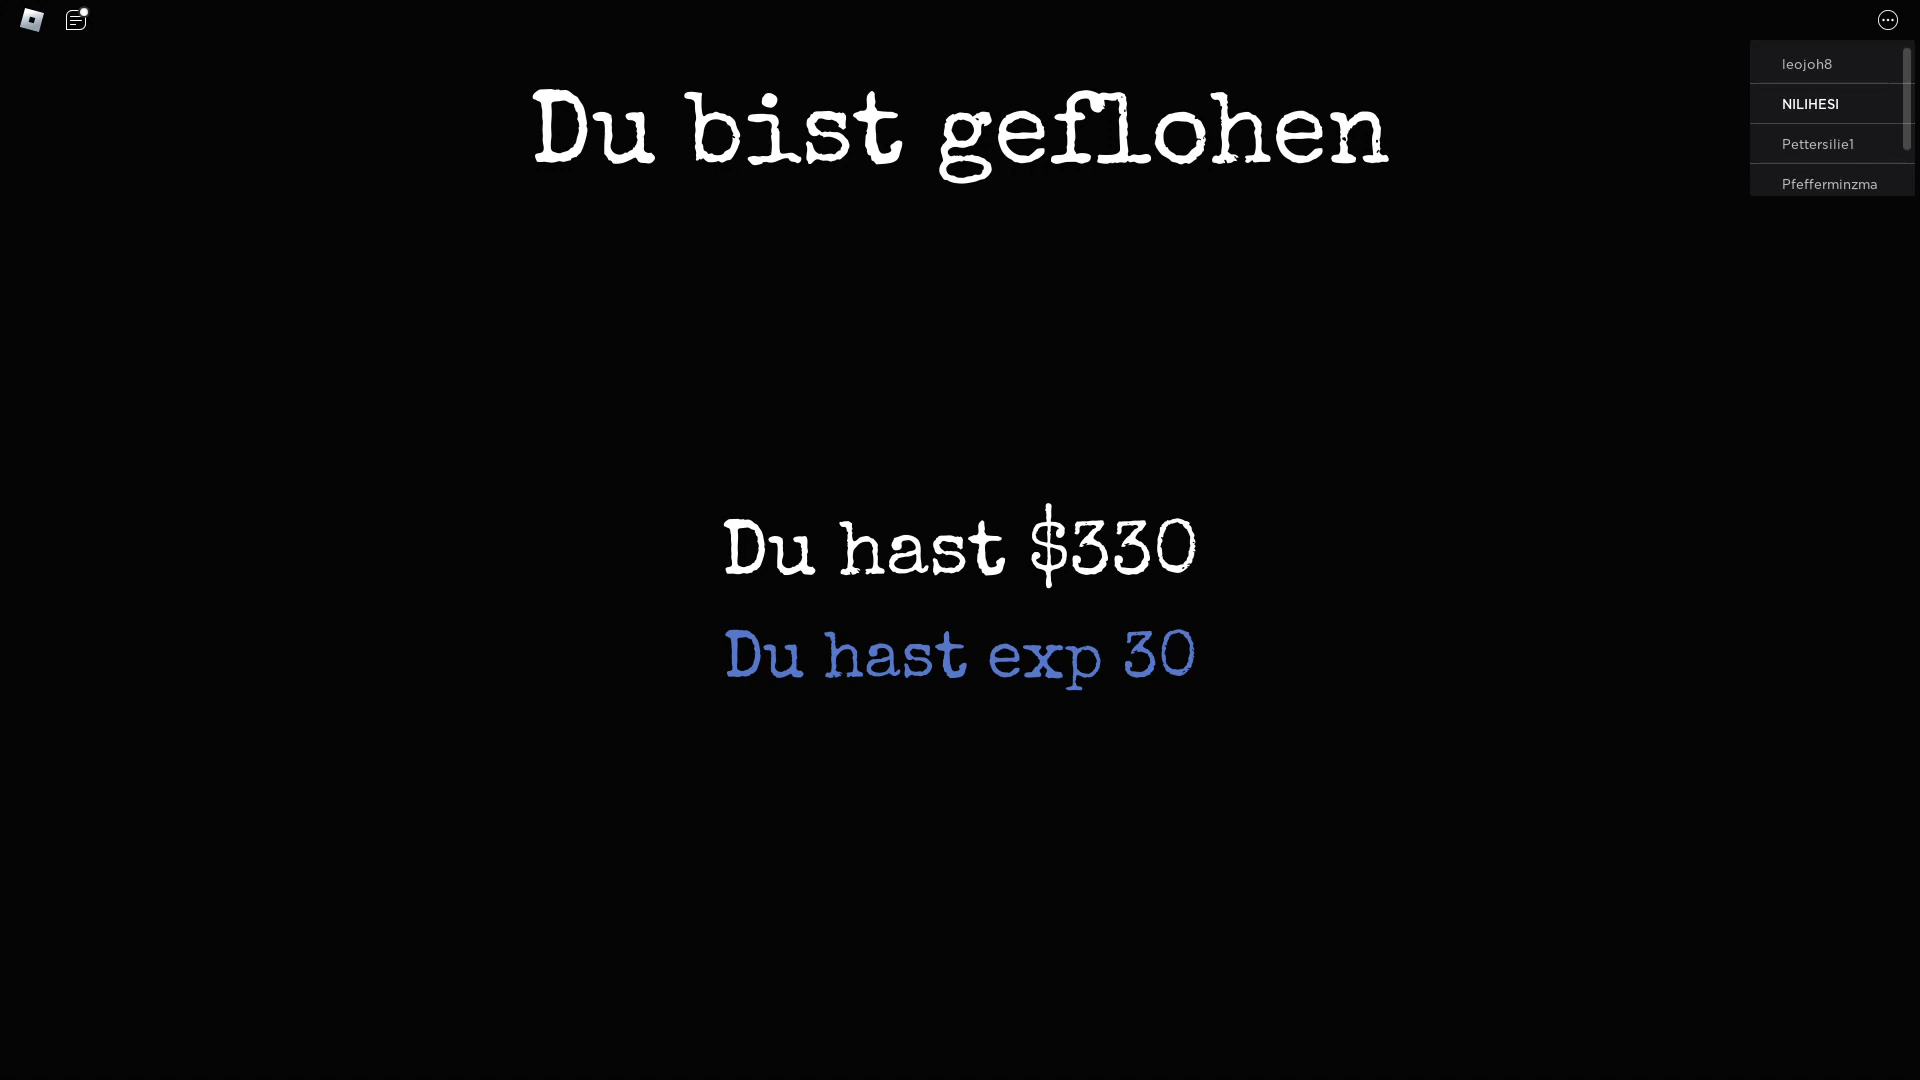 leojoh8
NILIHESI
Pettersilie1
Pfefferminzma
Du bist geflohen
Du hast $330
Du hast exp 30